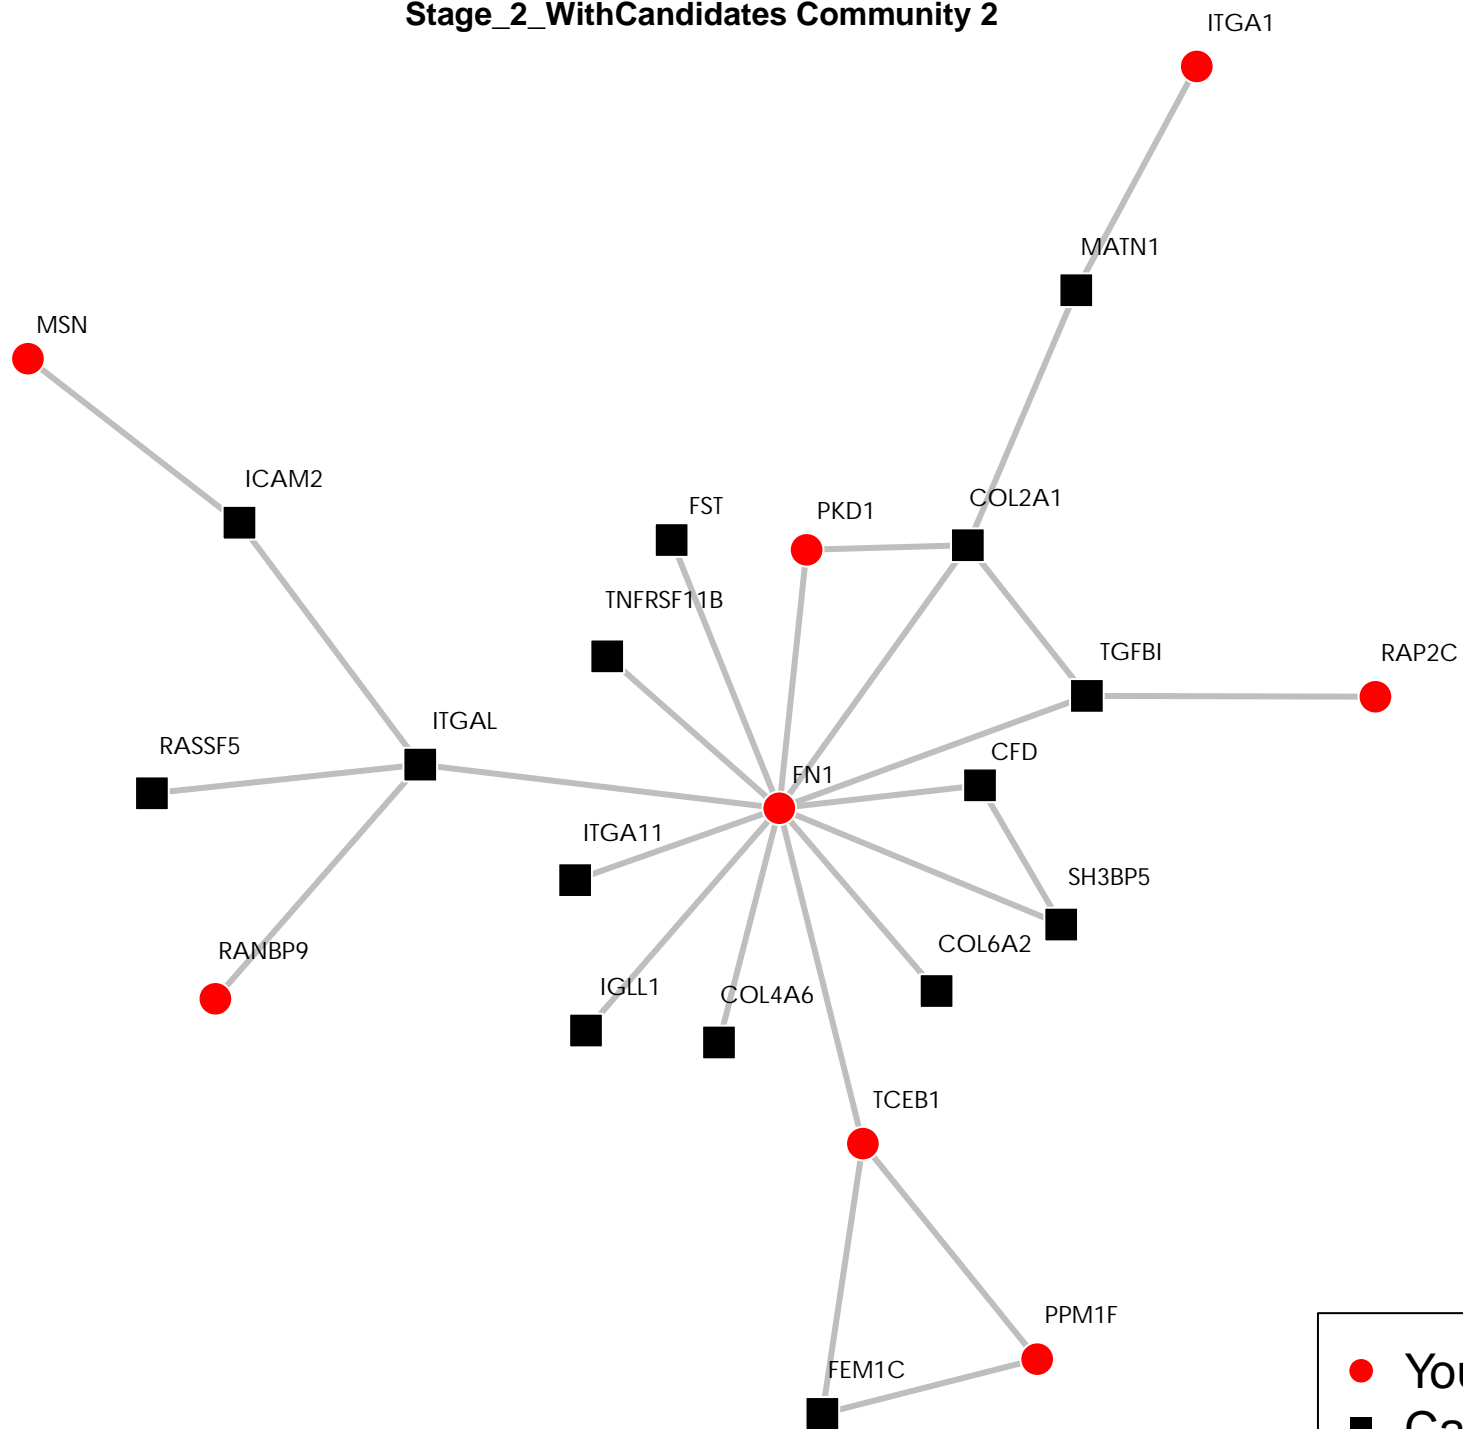 Stage_2_WithCandidates Community 2
ITGA1
MATN1
MSN
ICAM2
COL2A1
FST
PKD1
TNFRSF11B
TGFBI
RAP2C
ITGAL
RASSF5
CFD
FN1
ITGA11
SH3BP5
COL6A2
RANBP9
IGLL1
COL4A6
TCEB1
PPM1F
FEM1C